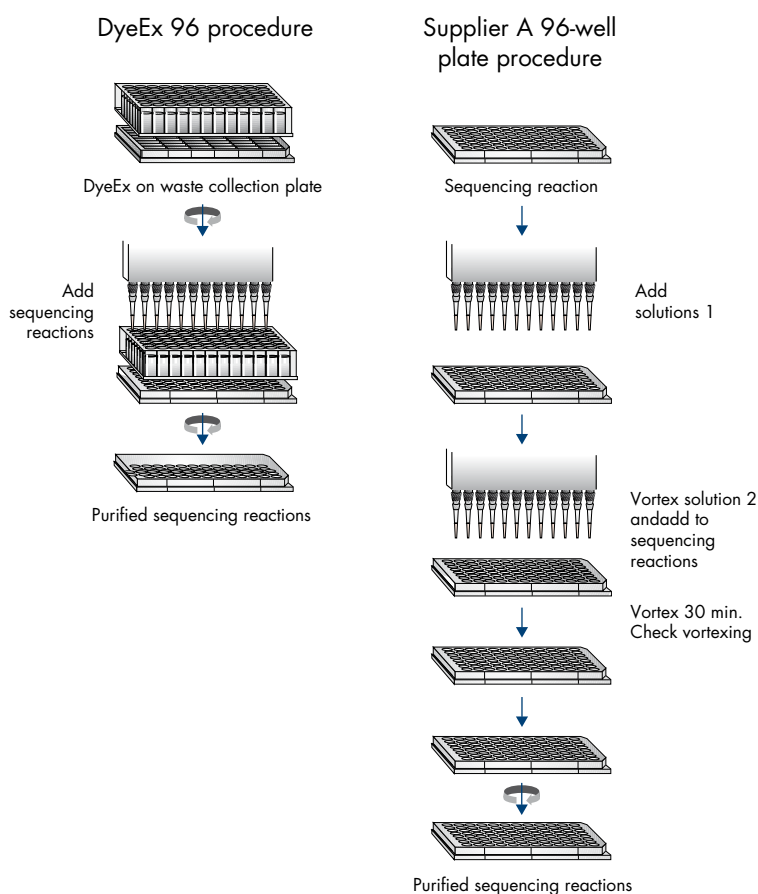 DyeEx 96 procedure
DyeEx on waste collection plate
Add
sequencing
reactions
Purified sequencing reactions
Supplier A 96-well
plate procedure
Sequencing reaction
Add
solutions 1
Vortex solution 2
andadd to
sequencing
reactions
Vortex 30 min.
Check vortexing
Purified sequencing reactions